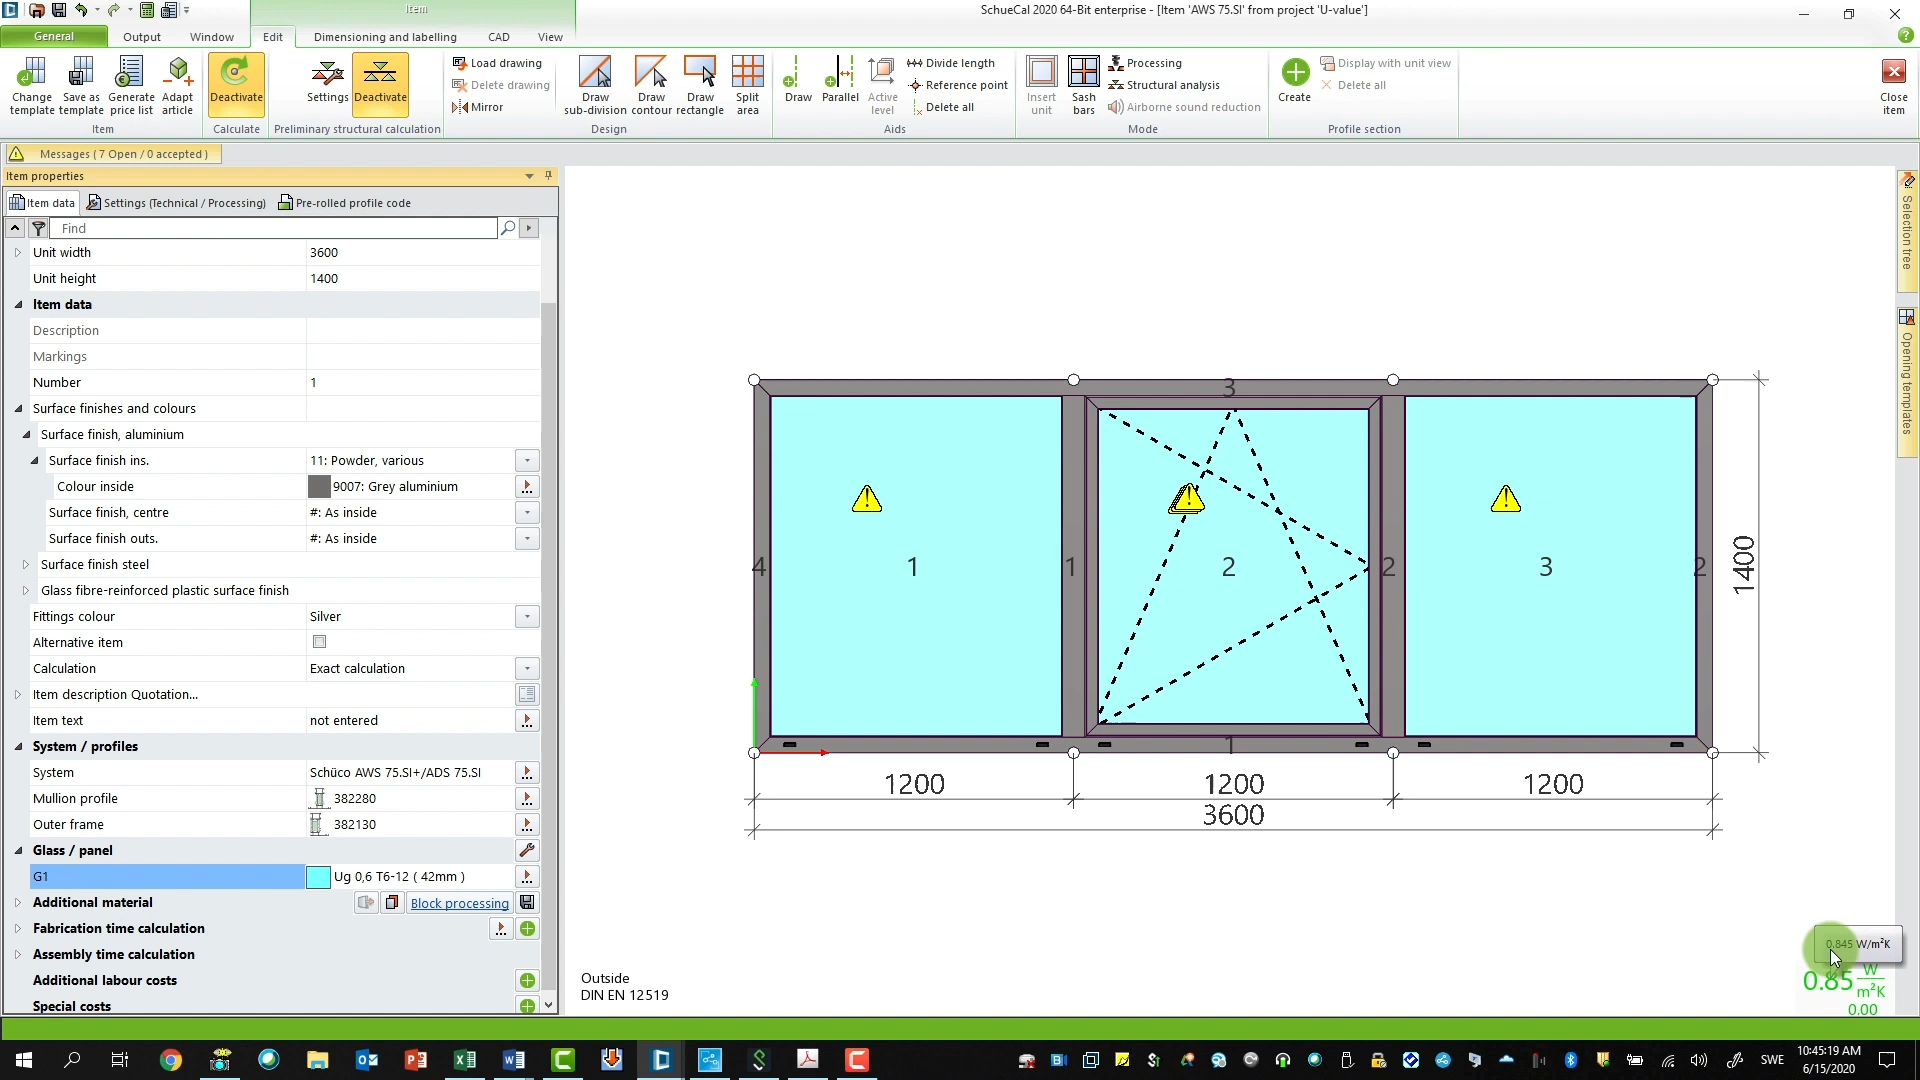 SchueCal 2020 64-Bit enterprise - [Item 'AWS 75.SI' from project 'U-value']
Item
General
Output
Window
Edit
Dimensioning and labelling
CAD
View
Change template
Save as template
Generate price list
Adapt article
Item
Deactivate
Calculate
Settings
Deactivate
Preliminary structural calculation
Load drawing
Delete drawing
Mirror
Draw sub-division
Draw contour
Draw rectangle
Split area
Design
Draw
Parallel
Active level
Divide length
Reference point
Delete all
Aids
Insert unit
Sash bars
Processing
Structural analysis
Airborne sound reduction
Mode
Create
Display with unit view
Delete all
Profile section
Close item
Messages ( 7 Open / 0 accepted )
Item properties
Item data
Settings (Technical / Processing)
Pre-rolled profile code
Find
Unit width 3600
Unit height 1400
Item data
Description
Markings
Number 1
Surface finishes and colours
Surface finish, aluminium
Surface finish ins. 11: Powder, various
Colour inside 9007: Grey aluminium
Surface finish, centre #: As inside
Surface finish outs. #: As inside
Surface finish steel
Glass fibre-reinforced plastic surface finish
Fittings colour Silver
Alternative item
Calculation Exact calculation
Item description Quotation...
Item text not entered
System / profiles
System Schüco AWS 75.SI+/ADS 75.SI
Mullion profile 382280
Outer frame 382130
Glass / panel
G1 Ug 0,6 T6-12 ( 42mm )
Additional material Block processing
Fabrication time calculation
Assembly time calculation
Additional labour costs
Special costs
3
4 1 1 2 2 3 2
1
1400
1200 1200 1200
3600
Outside
DIN EN 12519
0.845 W/m²K
0.85 W/m²K
0.00
Selection tree
Opening templates
SWE
10:45:19 AM
6/15/2020